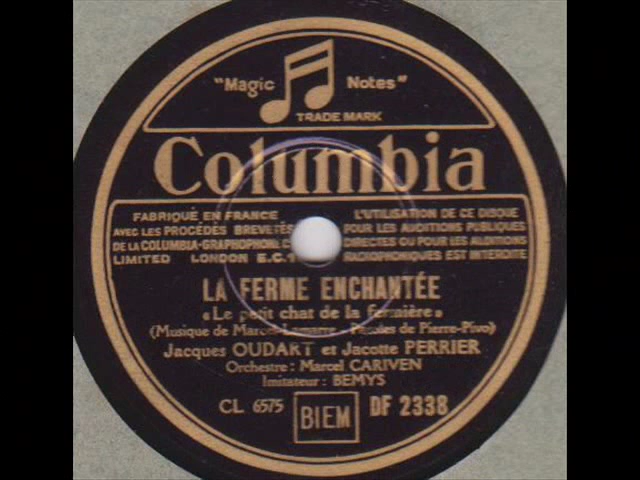 "Magic Notes"
TRADE MARK
Columbia
FABRIQUÉ EN FRANCE
AVEC LES PROCÉDÉS BREVETÉS
DE LA COLUMBIA-GRAPHOPHONE C
LIMITED LONDON E.C.1
L'UTILISATION DE CE DISQUE
POUR LES AUDITIONS PUBLIQUES
DIRECTES OU POUR LES AUDITIONS
RADIOPHONIQUES EST INTERDITE
LA FERME ENCHANTÉE
«Le petit chat de la fermière»
(Musique de Marcel - Paroles de Pierre-Pivo)
Jacques OUDART et Jacotte PERRIER
Orchestre: Marcel CARIVEN
Imitateur: BEMYS
CL 6575 BIEM DF 2338